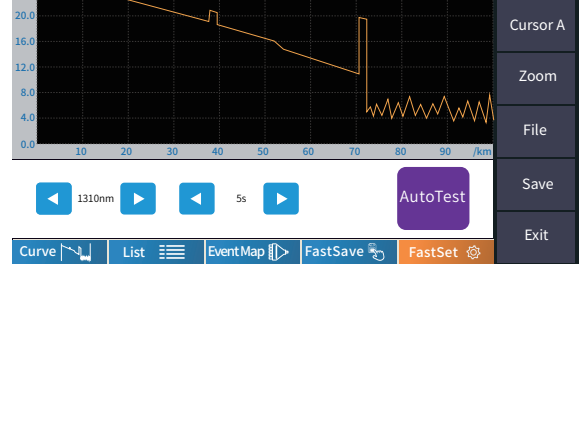 20.0
Cursor A
16.0
12.0
Zoom
8.0
4.0
File
0.0
10 20 30 40 50 60 70 80 90 /km
Save
1310nm
5s
AutoTest
Exit
Curve
List
EventMap
FastSave
FastSet